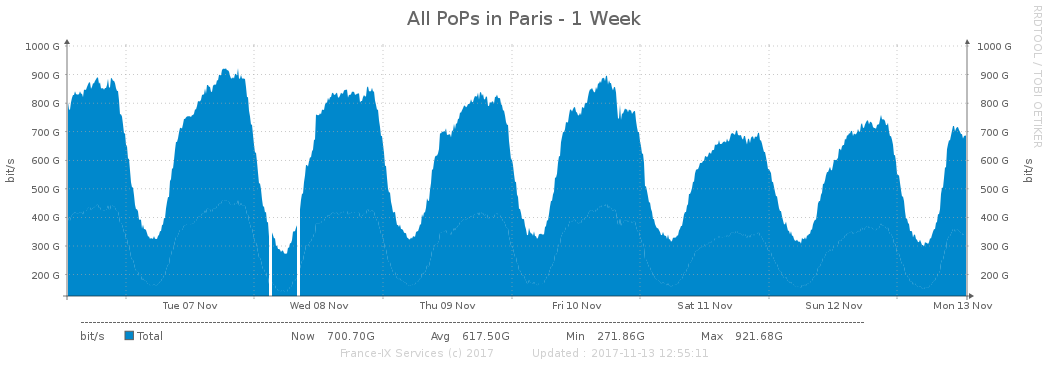 All PoPs in Paris - 1 Week
RRDTOOL / TOBI OETIKER
1000 G 1000 G
900 G 900 G
800 G 800 G
700 G 700 G
600 G 600 G
500 G 500 G
400 G 400 G
300 G 300 G
200 G 200 G
bit/s bit/s
Tue 07 Nov Wed 08 Nov Thu 09 Nov Fri 10 Nov Sat 11 Nov Sun 12 Nov Mon 13 Nov
bit/s Total Now 700.70G Avg 617.50G Min 271.86G Max 921.68G
France-IX Services (c) 2017 Updated : 2017-11-13 12:55:11